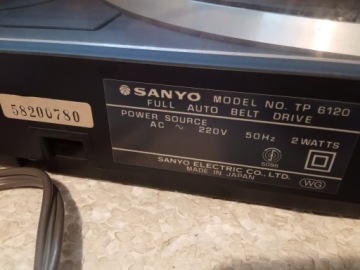 58200780
SANYO MODEL NO. TP 6120
FULL AUTO BELT DRIVE
POWER SOURCE
AC ~ 220V 50Hz 2 WATTS
SANYO ELECTRIC CO., LTD.
MADE IN JAPAN
WG